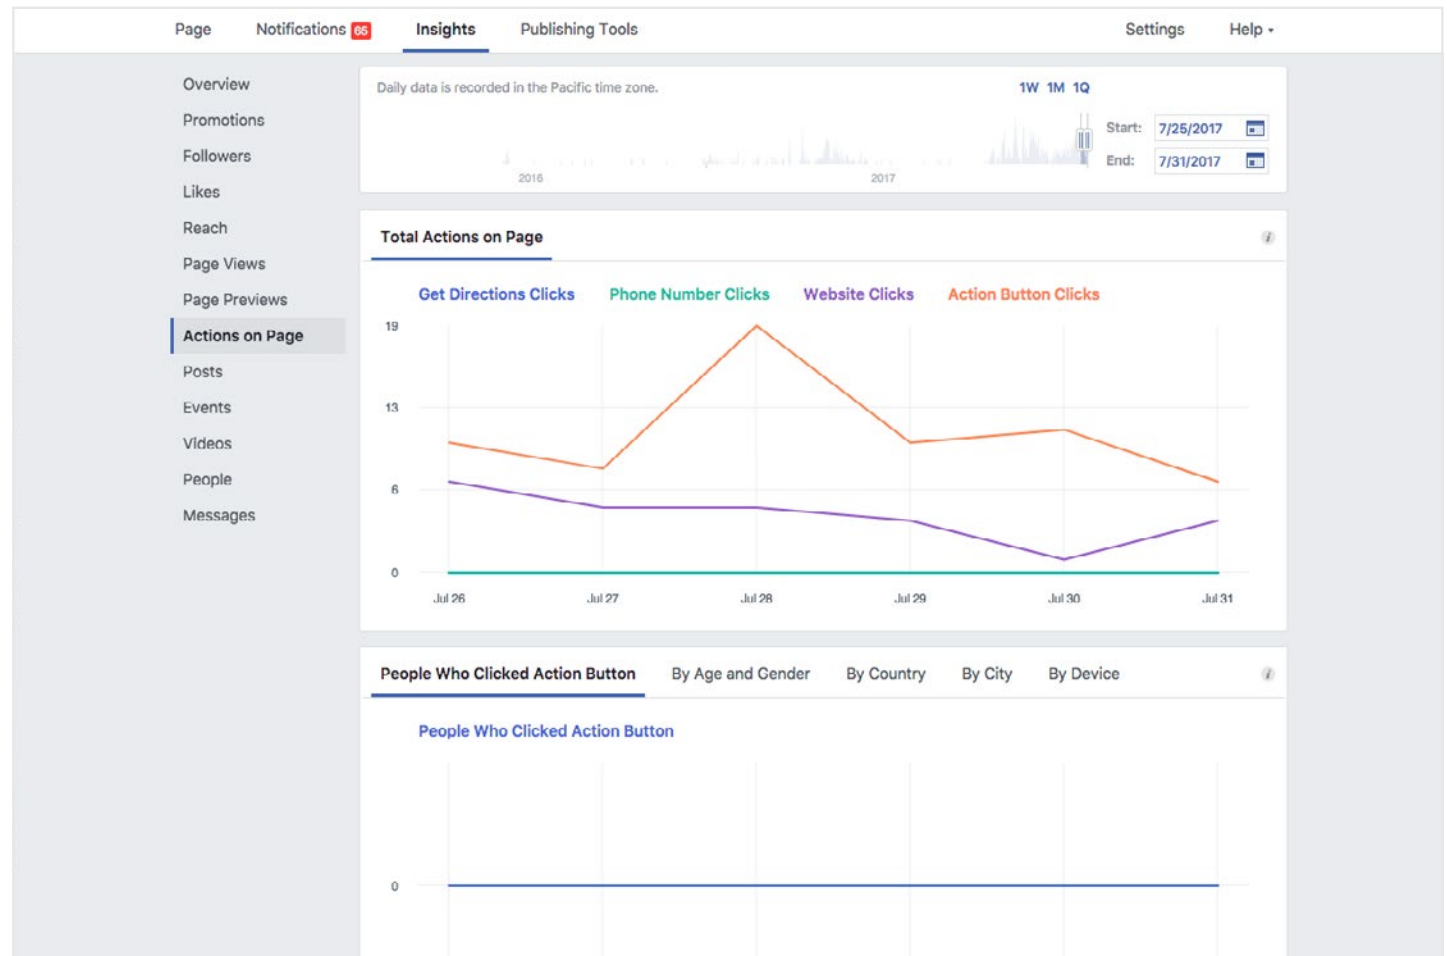 Page Notifications 65 Insights Publishing Tools Settings Help
Overview
Promotions
Followers
Likes
Reach
Page Views
Page Previews
Actions on Page
Posts
Events
Videos
People
Messages
Daily data is recorded in the Pacific time zone.
1W 1M 1Q
Start: 7/25/2017
End: 7/31/2017
2016 2017
Total Actions on Page i
Get Directions Clicks Phone Number Clicks Website Clicks Action Button Clicks
19
13
6
0
Jul 26 Jul 27 Jul 28 Jul 29 Jul 30 Jul 31
People Who Clicked Action Button By Age and Gender By Country By City By Device i
People Who Clicked Action Button
0